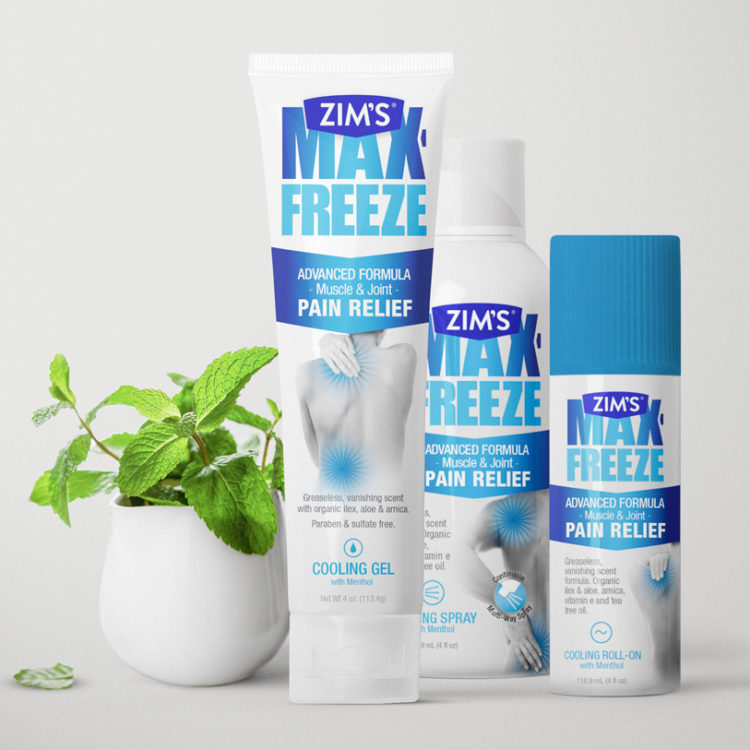 ZIM'S®
MAX-
FREEZE
ADVANCED FORMULA
- Muscle & Joint -
PAIN RELIEF
Greaseless, vanishing scent
with organic ilex, aloe & arnica.
Paraben & sulfate free.
COOLING GEL
with Menthol
Net Wt 4 oz. (113.4g)
ZIM'S®
MAX-
FREEZE
ADVANCED FORMULA
- Muscle & Joint -
PAIN RELIEF
scent
Organic
e oil.
Continuous
Multi-Way Spray
NG SPRAY
Menthol
(4 fl oz)
ZIM'S®
MAX-
FREEZE
ADVANCED FORMULA
- Muscle & Joint -
PAIN RELIEF
Greaseless,
vanishing scent
formula. Organic
ilex & aloe, arnica,
vitamin e and tea
tree oil.
COOLING ROLL-ON
with Menthol
118.9 mL (4 fl oz)